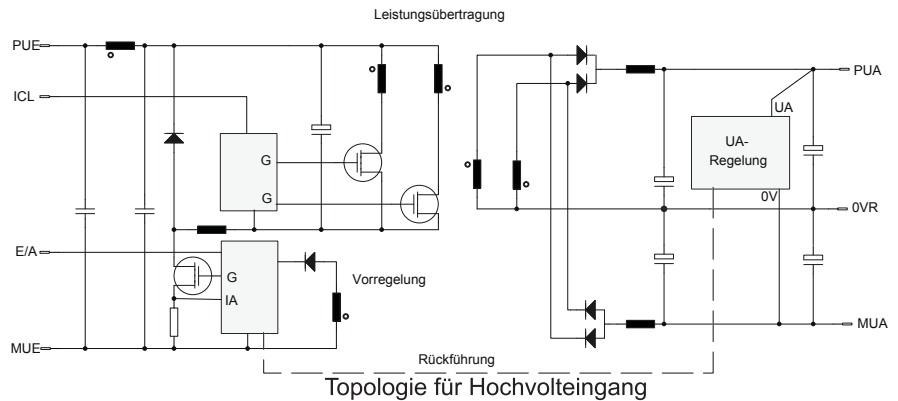 Leistungsübertragung
PUE
PUA
ICL
UA
UA-
Regelung
G
G
0V
0VR
E/A
G
Vorregelung
IA
MUA
MUE
Rückführung
Topologie für Hochvolteingang